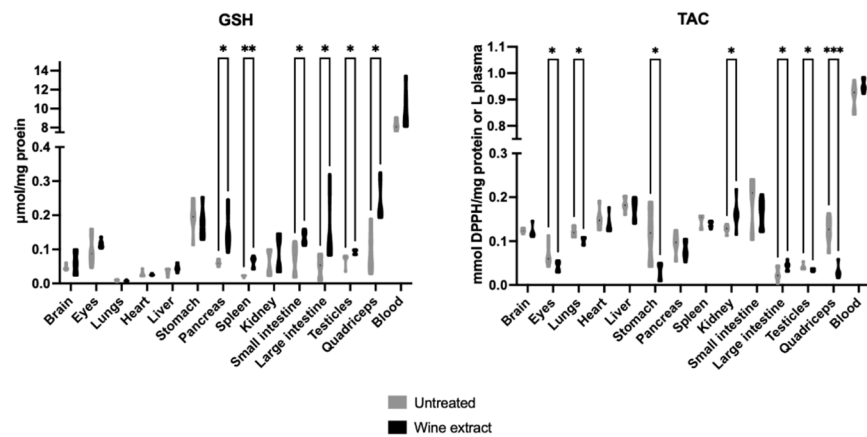 GSH
* ** * * * *
14
12
10
8
0.4
0.3
0.2
0.1
0.0
µmol/mg proein
Brain
Eyes
Lungs
Heart
Liver
Stomach
Pancreas
Spleen
Kidney
Small intestine
Large intestine
Testicles
Quadriceps
Blood
TAC
* * * * * * ***
1.1
1.0
0.9
0.8
0.3
0.2
0.1
0.0
mmol DPPH/mg protein or L plasma
Brain
Eyes
Lungs
Heart
Liver
Stomach
Pancreas
Spleen
Kidney
Small intestine
Large intestine
Testicles
Quadriceps
Blood
Untreated
Wine extract